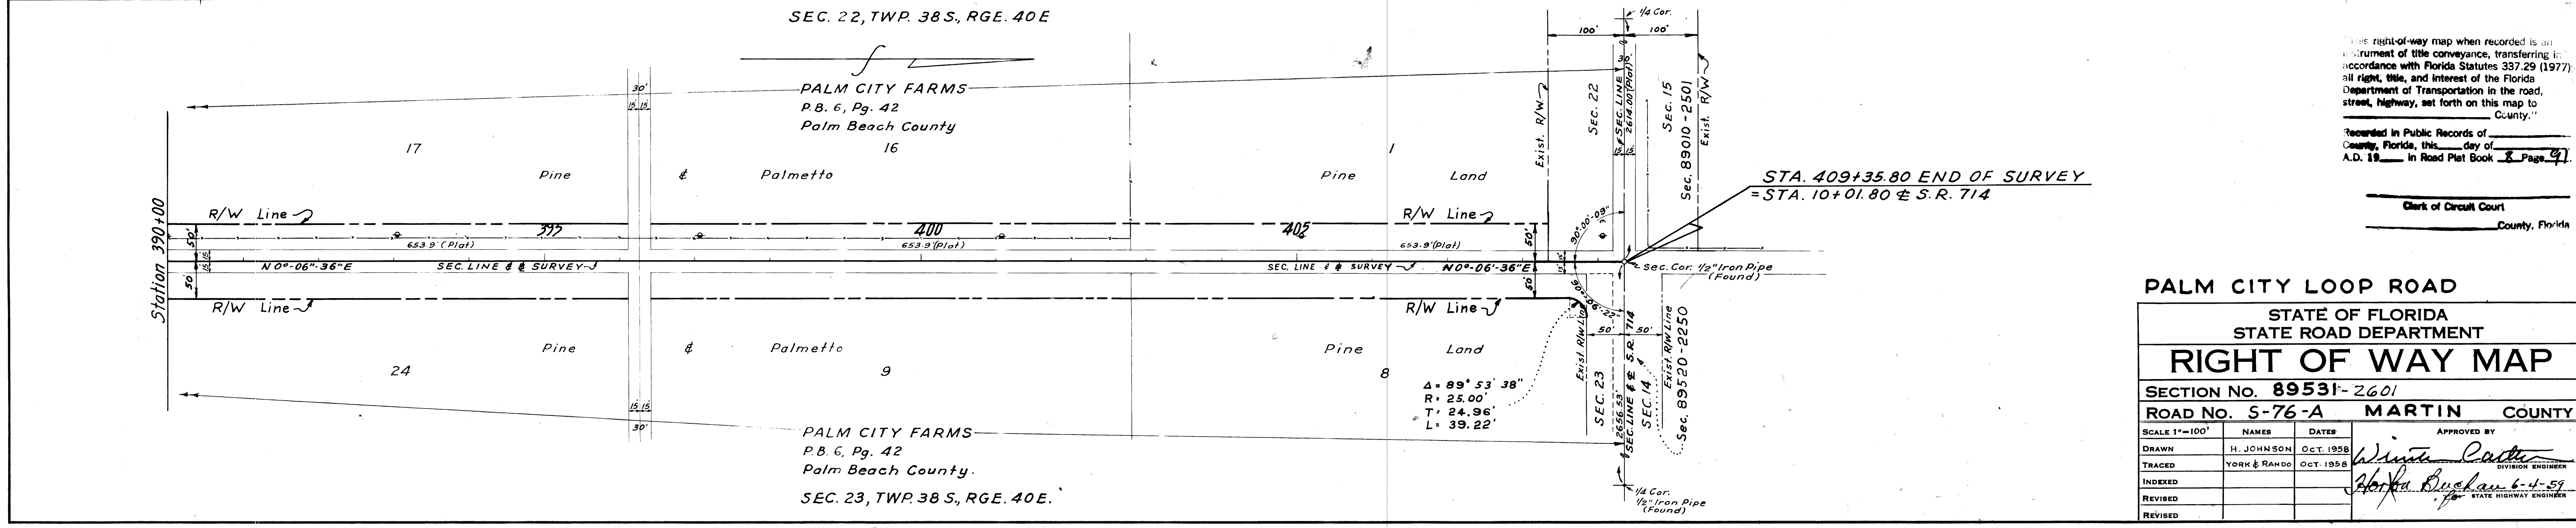 SEC. 22, TWP. 38 S., RGE. 40 E
PALM CITY FARMS
P.B. 6, Pg. 42
Palm Beach County
30'
15' 15'
17
16
1
Pine & Palmetto
Pine Land
Station 390+00
R/W Line
R/W Line
50'
15'
395
400
405
653.9' (Plat)
653.9' (Plat)
653.9' (Plat)
N 0°-06'-36"E
SEC. LINE & ℄ SURVEY
SEC. LINE & ℄ SURVEY
N 0°-06'-36"E
50'
15'
50'
15' 15'
50'
R/W Line
R/W Line
Pine & Palmetto
Pine Land
24
9
8
15' 15'
30'
PALM CITY FARMS
P.B. 6, Pg. 42
Palm Beach County.
SEC. 23, TWP. 38 S., RGE. 40 E.
Δ = 89° 53' 38"
R = 25.00'
T = 24.96'
L = 39.22'
1/4 Cor.
100' 100'
30'
Exist. R/W
SEC. 22
℄ SEC. LINE
2614.00'(Plat)
SEC. 15
Sec. 89010-2501
Exist. R/W
15' 15'
90°-00'-09"
STA. 409+35.80 END OF SURVEY
= STA. 10+01.80 ℄ S.R. 714
Sec. Cor. 1/2" Iron Pipe
(Found)
50' 50'
Exist. R/W Line
SEC. 23
2656.53'
SEC. LINE & ℄ S.R. 714
SEC. 14
Exist. R/W Line
Sec. 89520-2250
1/4 Cor.
1/2" Iron Pipe
(Found)
This right-of-way map when recorded is an
instrument of title conveyance, transferring in
accordance with Florida Statutes 337.29 (1977)
all right, title, and interest of the Florida
Department of Transportation in the road,
street, highway, set forth on this map to
County."
Recorded in Public Records of
County, Florida, this day of
A.D. 19 in Road Plat Book 8 Page 91.
Clerk of Circuit Court
County, Florida
PALM CITY LOOP ROAD
STATE OF FLORIDA
STATE ROAD DEPARTMENT
RIGHT OF WAY MAP
SECTION NO. 89531-2601
ROAD NO. S-76-A MARTIN COUNTY
SCALE 1"=100' NAMES DATES APPROVED BY
DRAWN H. JOHNSON OCT. 1958
TRACED YORK & RANDO OCT. 1958
DIVISION ENGINEER
INDEXED
6-4-59
REVISED
for STATE HIGHWAY ENGINEER
REVISED